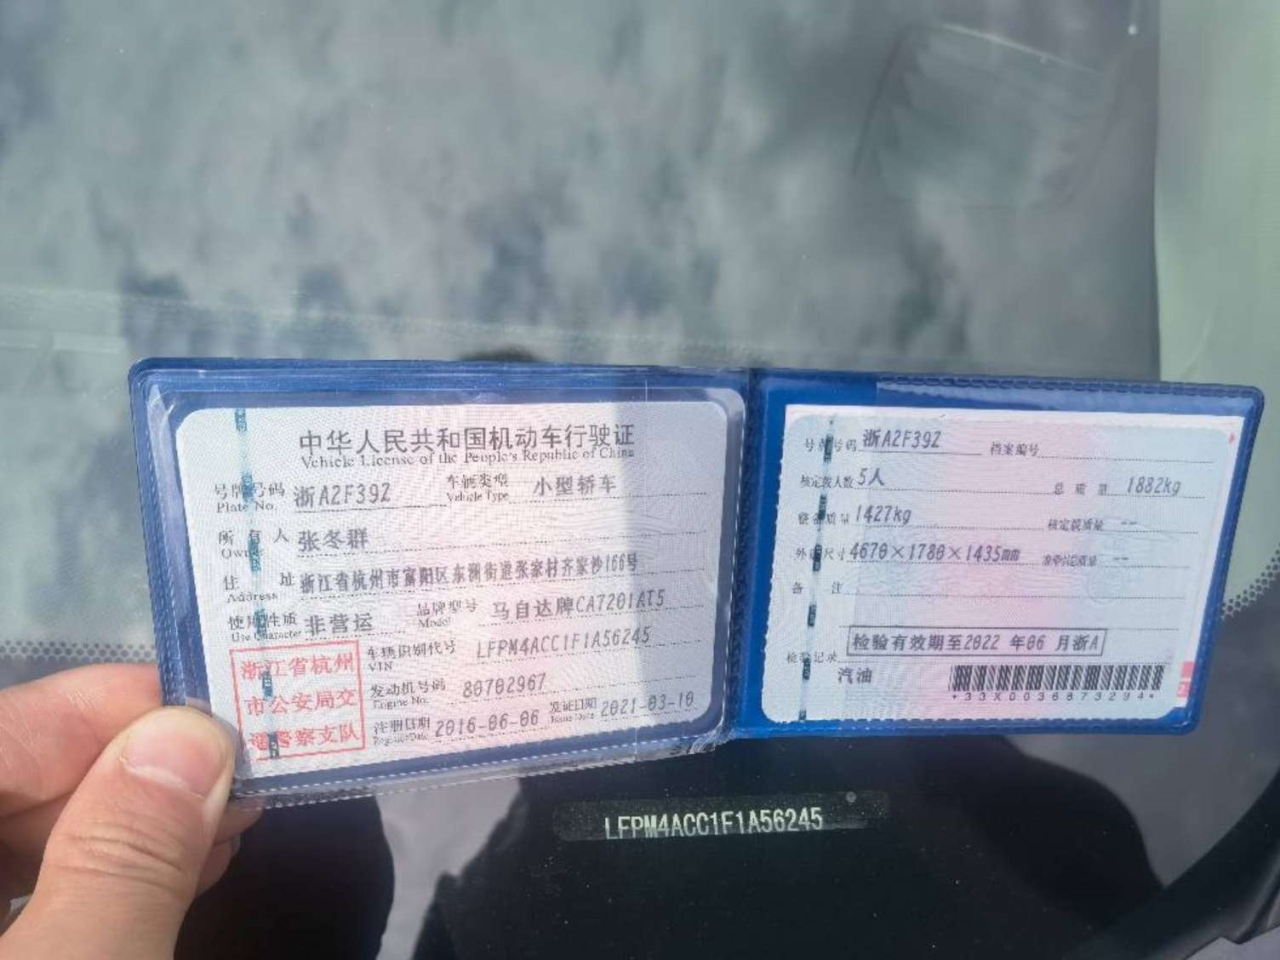 中华人民共和国机动车行驶证
Vehicle License of the People's Republic of China
号牌号码 浙A2F39Z 车辆类型 小型轿车
Plate No. Vehicle Type
所有人 张冬群
Owner
住址 浙江省杭州市富阳区东洲街道张家村齐家埭166号
Address
使用性质 非营运 品牌型号 马自达牌CA7201AT5
Use Character Model
浙江省杭州市公安局交通警察支队
车辆识别代号 LFPM4ACC1F1A56245
VIN
发动机号码 80702967
Engine No.
注册日期 2016-06-06 发证日期 2021-03-10
Register Date Issue Date
号牌号码 浙A2F39Z 档案编号
核定载人数 5人 总质量 1882kg
整备质量 1427kg 核定载质量 --
外廓尺寸 4670×1780×1435mm 准牵引总质量 --
备注
检验有效期至2022年06月浙A
检验记录
汽油
*33X0036873234*
LFPM4ACC1F1A56245